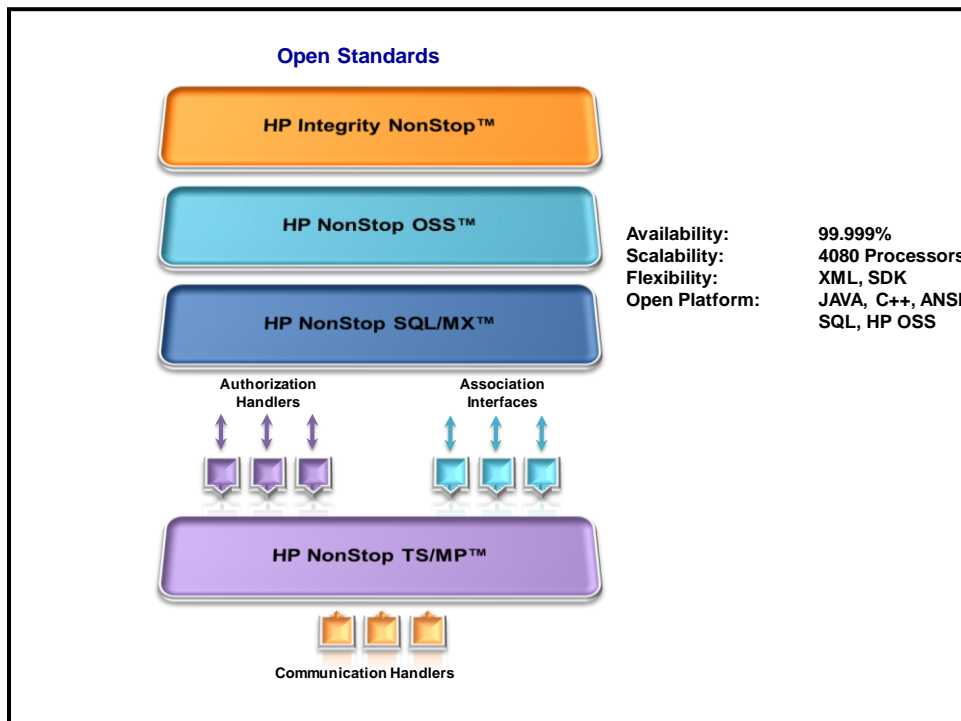 Open Standards
HP Integrity NonStop™
HP NonStop OSS™
HP NonStop SQL/MX™
Availability: 99.999%
Scalability: 4080 Processors
Flexibility: XML, SDK
Open Platform: JAVA, C++, ANSI
SQL, HP OSS
Authorization
Handlers
Association
Interfaces
HP NonStop TS/MP™
Communication Handlers